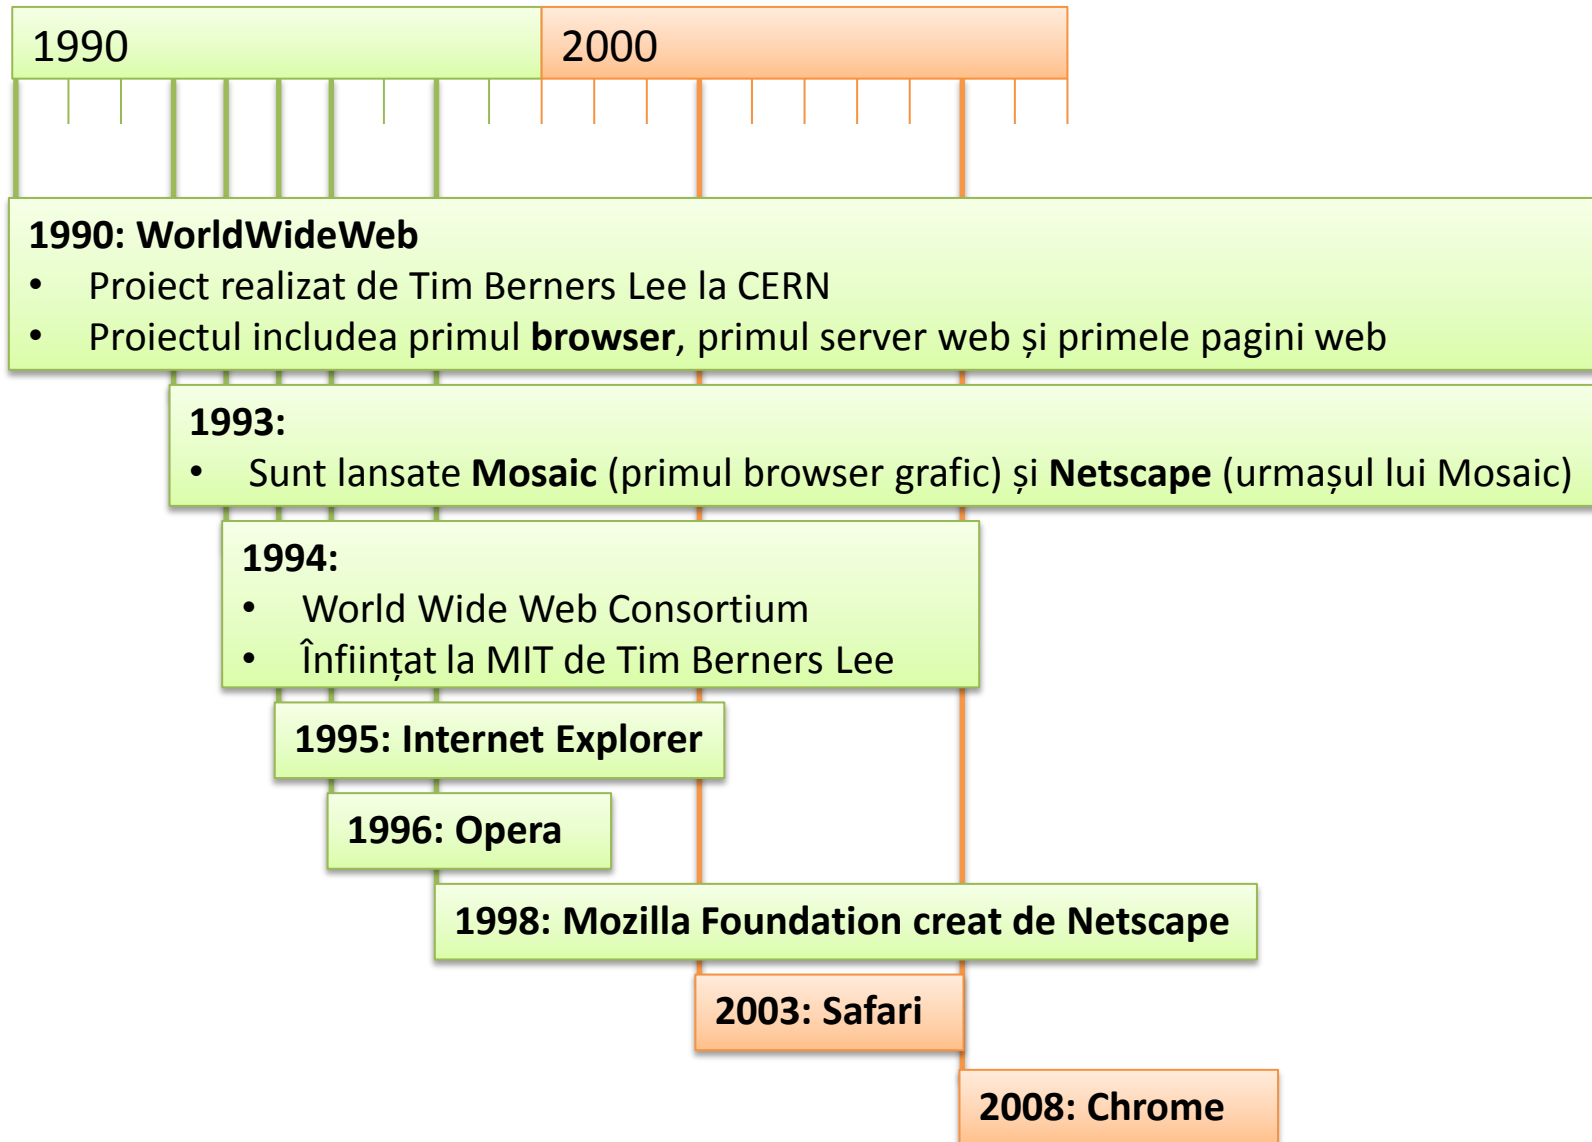 1990
2000
1990: WorldWideWeb
• Proiect realizat de Tim Berners Lee la CERN
• Proiectul includea primul browser, primul server web și primele pagini web
1993:
• Sunt lansate Mosaic (primul browser grafic) și Netscape (urmașul lui Mosaic)
1994:
• World Wide Web Consortium
• Înființat la MIT de Tim Berners Lee
1995: Internet Explorer
1996: Opera
1998: Mozilla Foundation creat de Netscape
2003: Safari
2008: Chrome